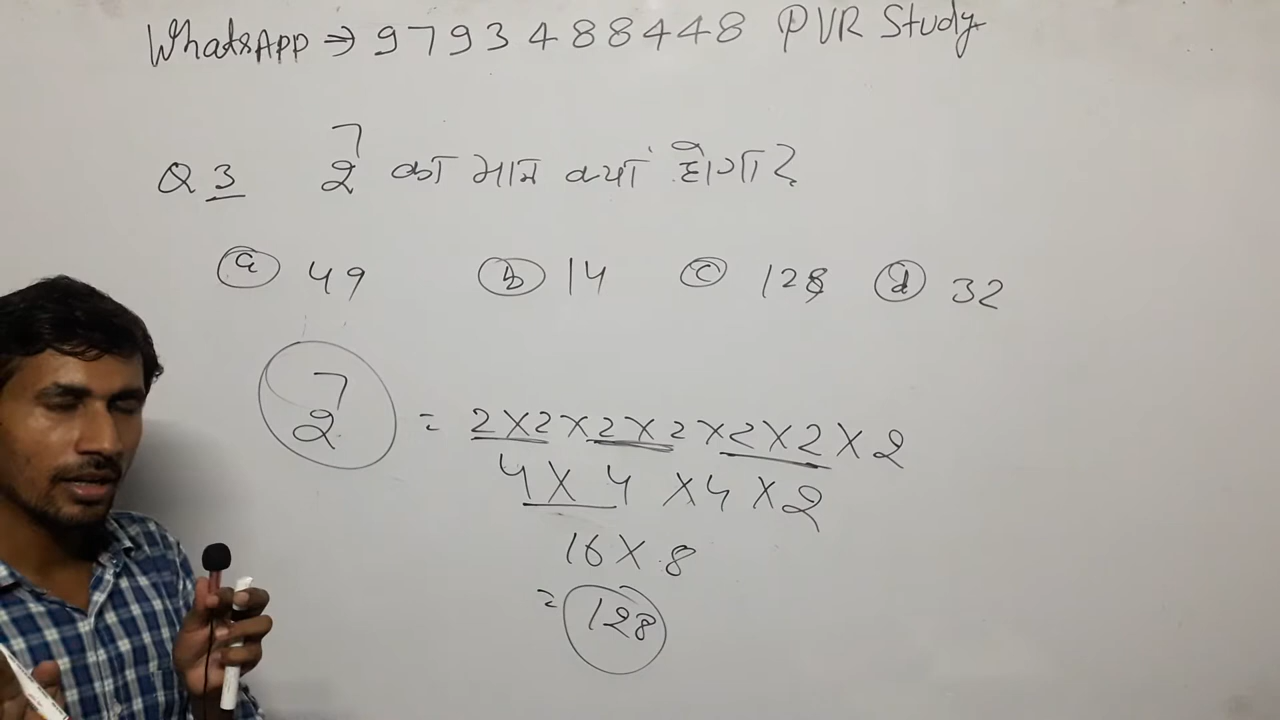 WhatsApp ⇒ 9793488448 PVR Study
Q 3 2⁷ का मान क्या होगा?
(a) 49 (b) 14 (c) 128 (d) 32
2⁷ = 2×2×2×2×2×2×2
4×4×4×2
16×8
= 128